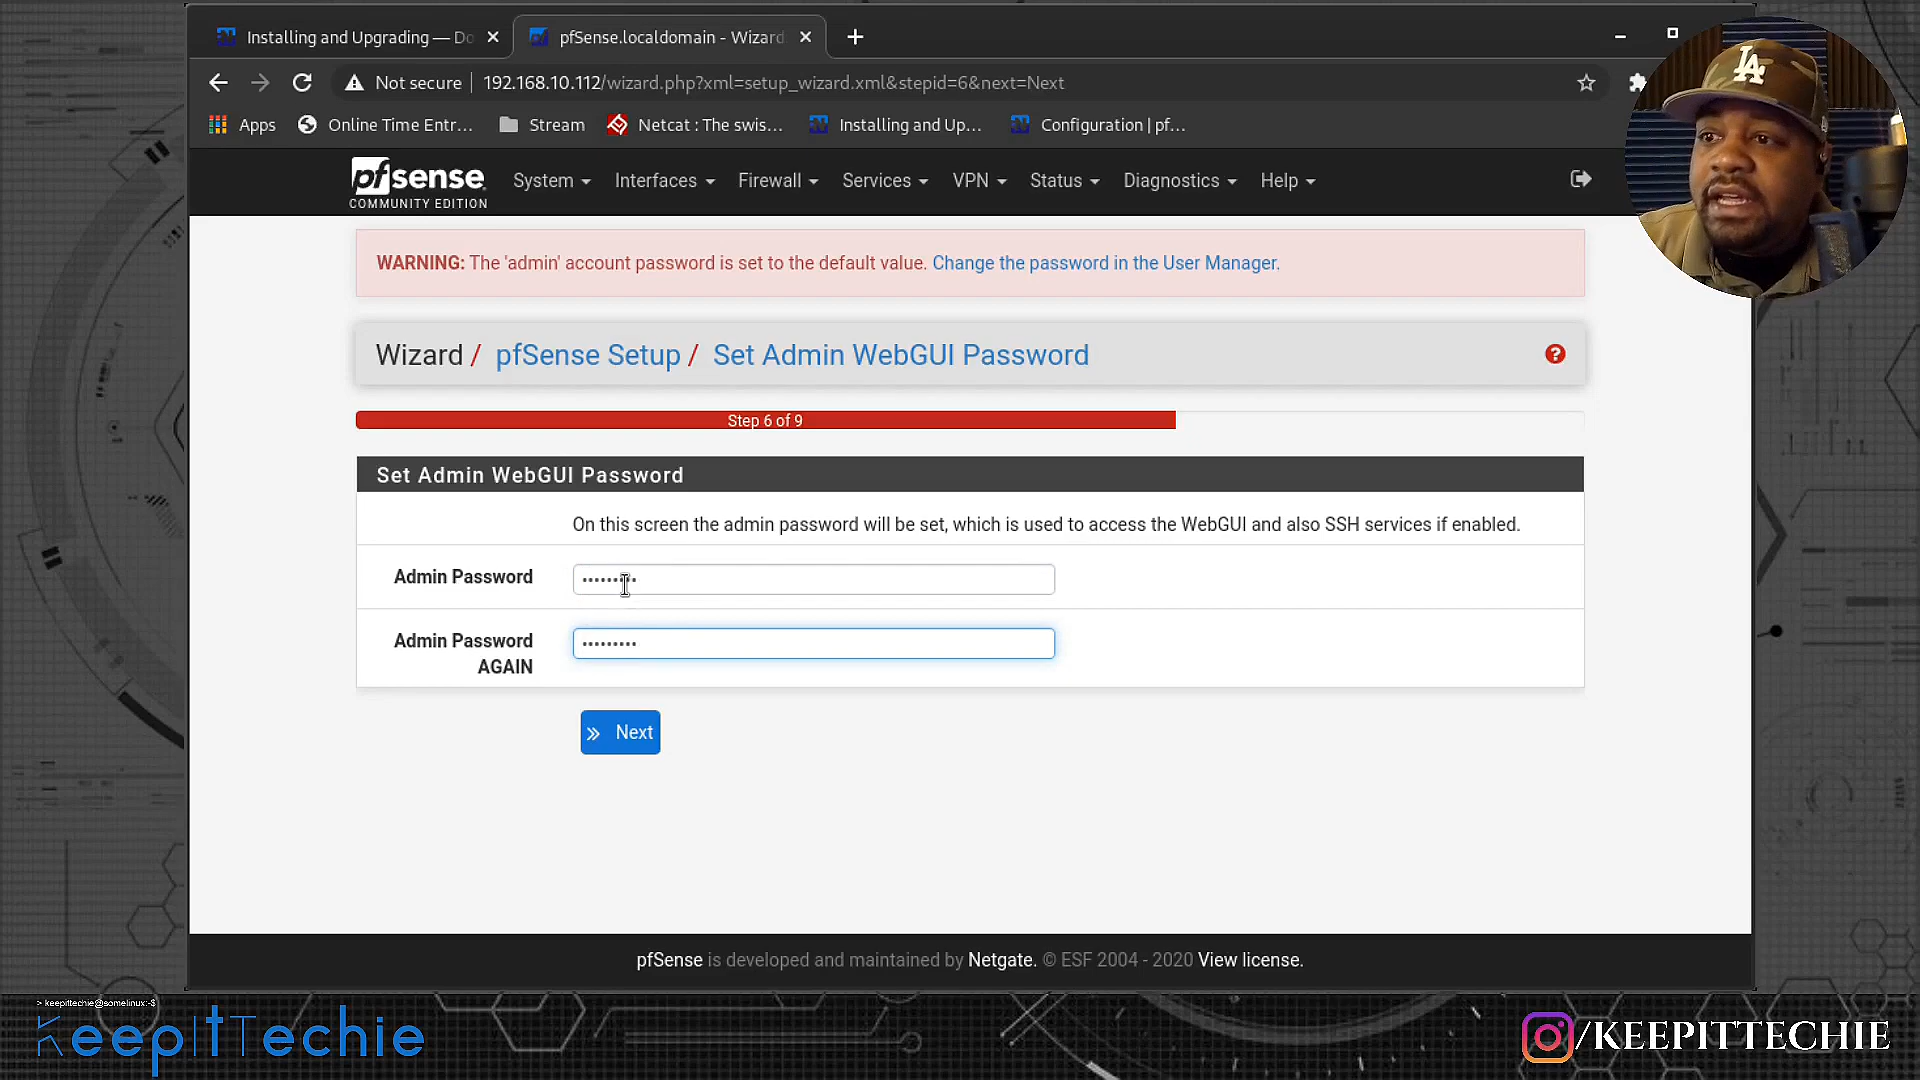 Installing and Upgrading — Do
pfSense.localdomain - Wizard
Not secure
192.168.10.112/wizard.php?xml=setup_wizard.xml&stepid=6&next=Next
Apps
Online Time Entr...
Stream
Netcat : The swis...
Installing and Up...
Configuration | pf...
LA
pfsense
COMMUNITY EDITION
System
Interfaces
Firewall
Services
VPN
Status
Diagnostics
Help
WARNING: The 'admin' account password is set to the default value. Change the password in the User Manager.
Wizard / pfSense Setup / Set Admin WebGUI Password
?
Step 6 of 9
Set Admin WebGUI Password
On this screen the admin password will be set, which is used to access the WebGUI and also SSH services if enabled.
Admin Password
•••••••••
Admin Password
AGAIN
•••••••••
Next
pfSense is developed and maintained by Netgate. © ESF 2004 - 2020 View license.
> keepittechie@somelinux:~$
KeepItTechie
/KEEPITTECHIE